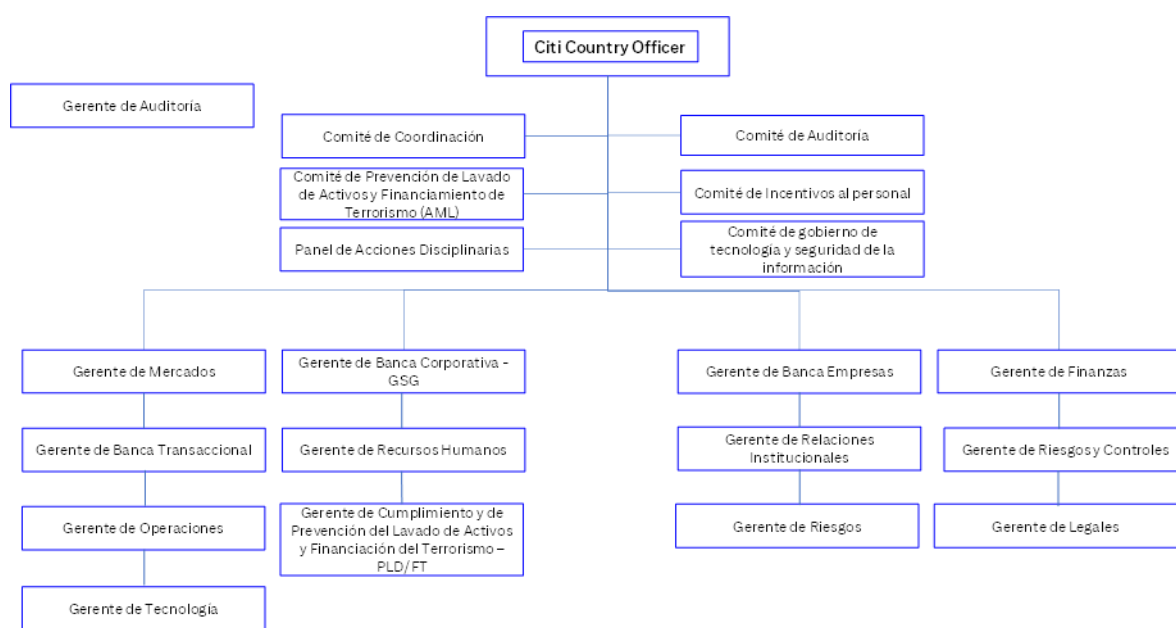 Citi Country Officer
Gerente de Auditoría
Comité de Coordinación
Comité de Auditoría
Comité de Prevención de Lavado
de Activos y Financiamiento de
Terrorismo (AML)
Comité de Incentivos al personal
Panel de Acciones Disciplinarias
Comité de gobierno de
tecnología y seguridad de la
información
Gerente de Mercados
Gerente de Banca Corporativa -
GSG
Gerente de Banca Empresas
Gerente de Finanzas
Gerente de Banca Transaccional
Gerente de Recursos Humanos
Gerente de Relaciones
Institucionales
Gerente de Riesgos y Controles
Gerente de Operaciones
Gerente de Cumplimiento y de
Prevención del Lavado de Activos
y Financiación del Terrorismo –
PLD/FT
Gerente de Riesgos
Gerente de Legales
Gerente de Tecnología